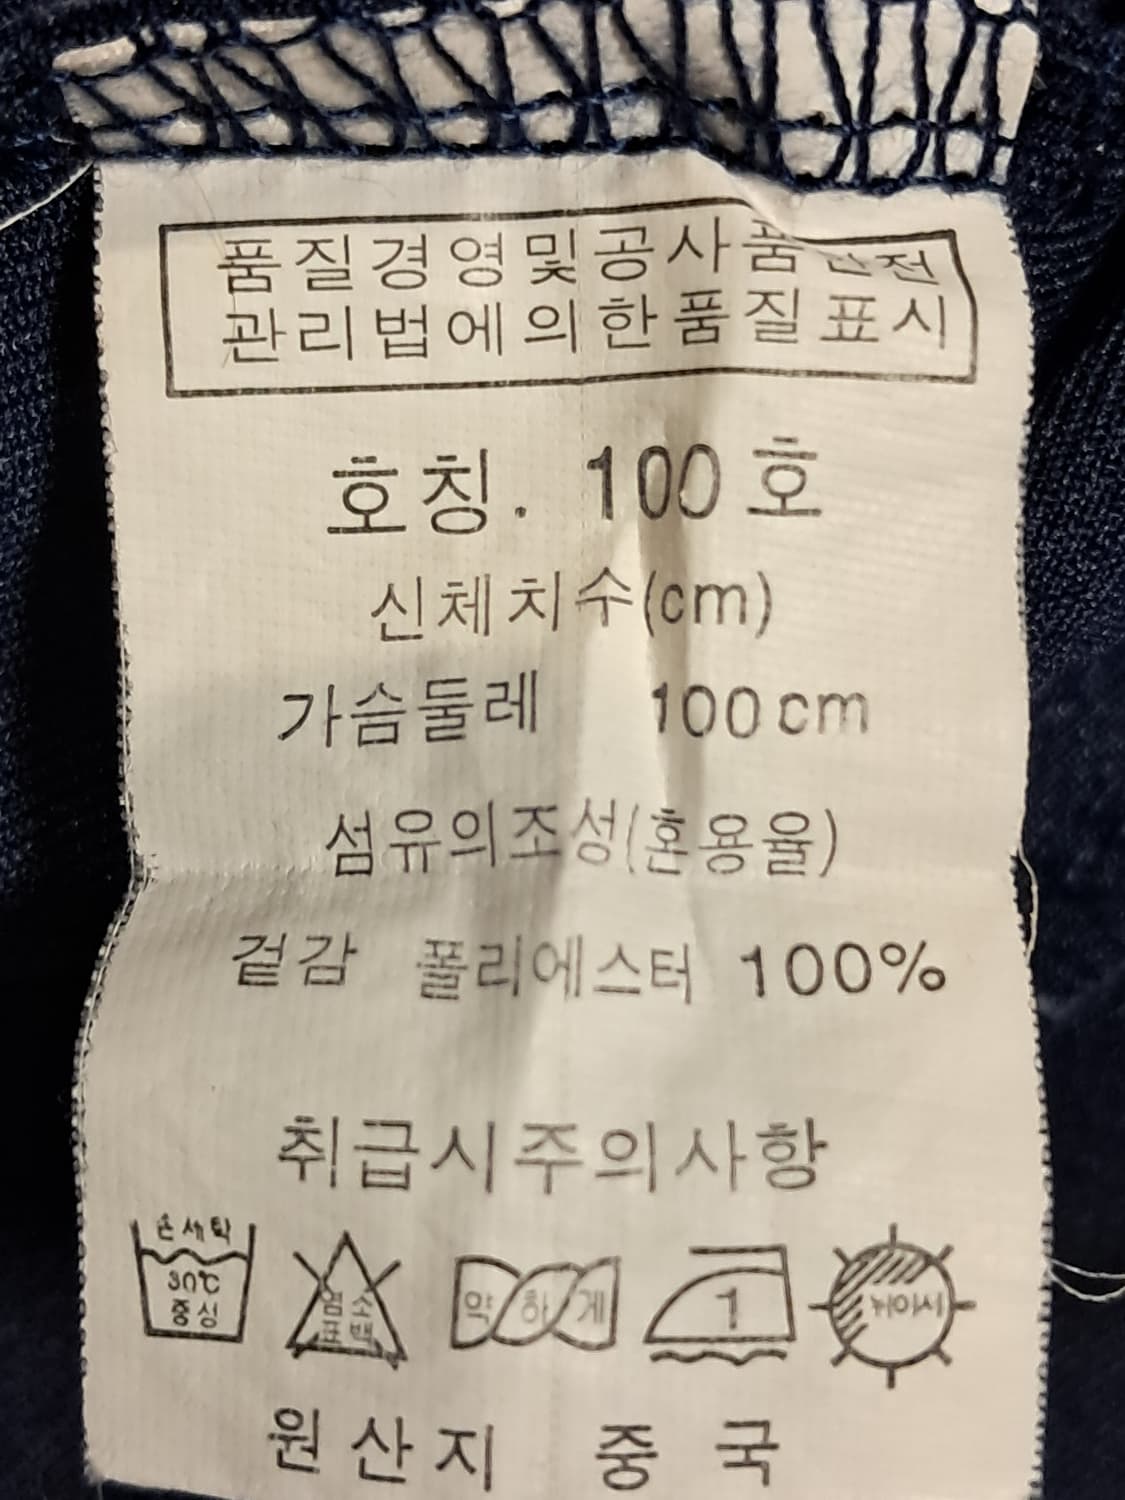 품질경영및공사품안전
관리법에의한품질표시
호칭. 100호
신체치수(cm)
가슴둘레 100cm
섬유의조성(혼용율)
겉감 폴리에스터 100%
취급시주의사항
손세탁
30℃
중성
염소
표백
약하게
1
뉘어서
원산지 중국